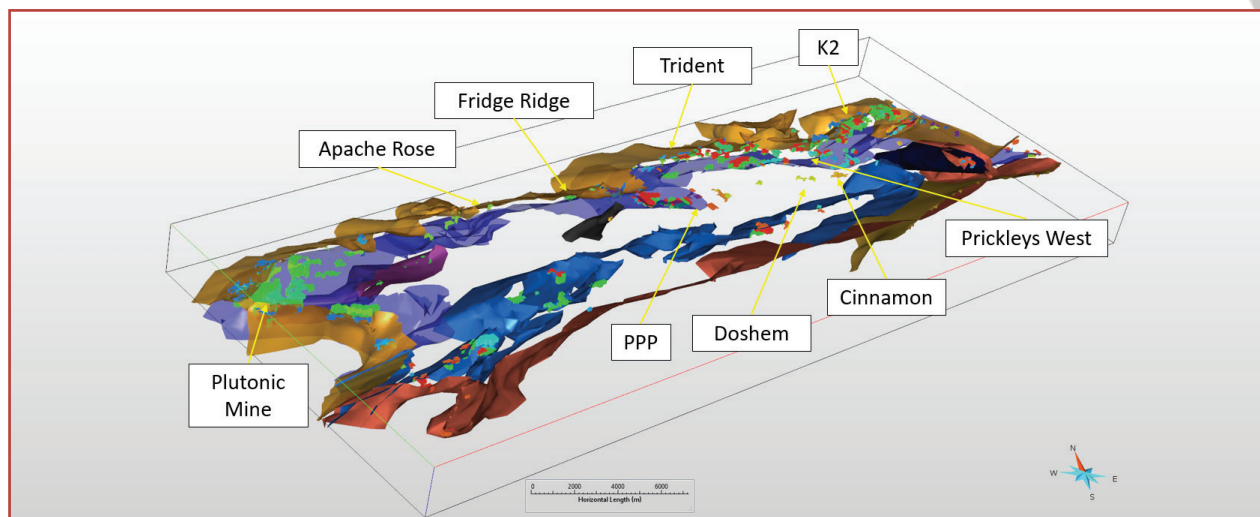 K2
Trident
Fridge Ridge
Apache Rose
Prickleys West
Cinnamon
Doshem
PPP
Plutonic
Mine
N
W
E
S
0 2000 4000 6000
Horizontal Length (m)